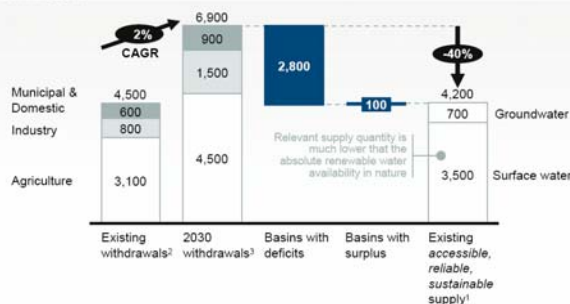 2%
CAGR
6,900
900
1,500
4,500
2,800
100
-40%
4,200
700
3,500
Groundwater
Surface water
Municipal &
Domestic
Industry
Agriculture
4,500
600
800
3,100
Relevant supply quantity is
much lower that the
absolute renewable water
availability in nature
Existing
withdrawals²
2030
withdrawals³
Basins with
deficits
Basins with
surplus
Existing
accessible,
reliable,
sustainable
supply¹